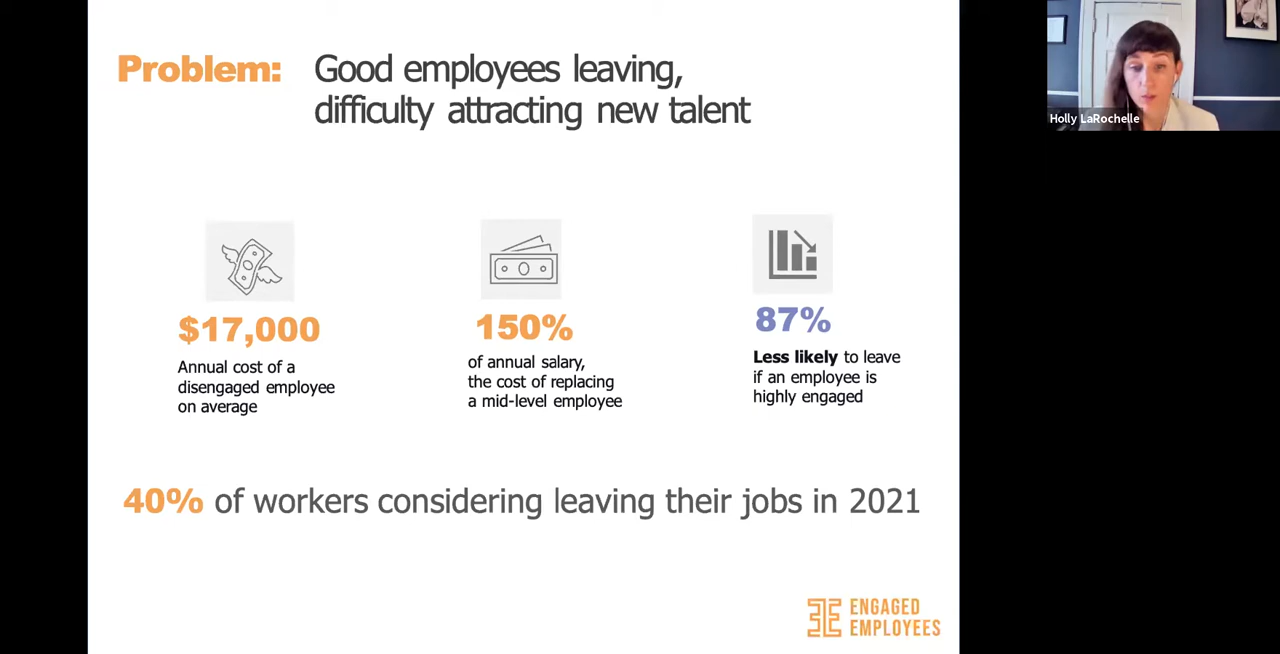 Problem: Good employees leaving,
difficulty attracting new talent
$17,000
Annual cost of a
disengaged employee
on average
150%
of annual salary,
the cost of replacing
a mid-level employee
87%
Less likely to leave
if an employee is
highly engaged
40% of workers considering leaving their jobs in 2021
ENGAGED
EMPLOYEES
Holly LaRochelle